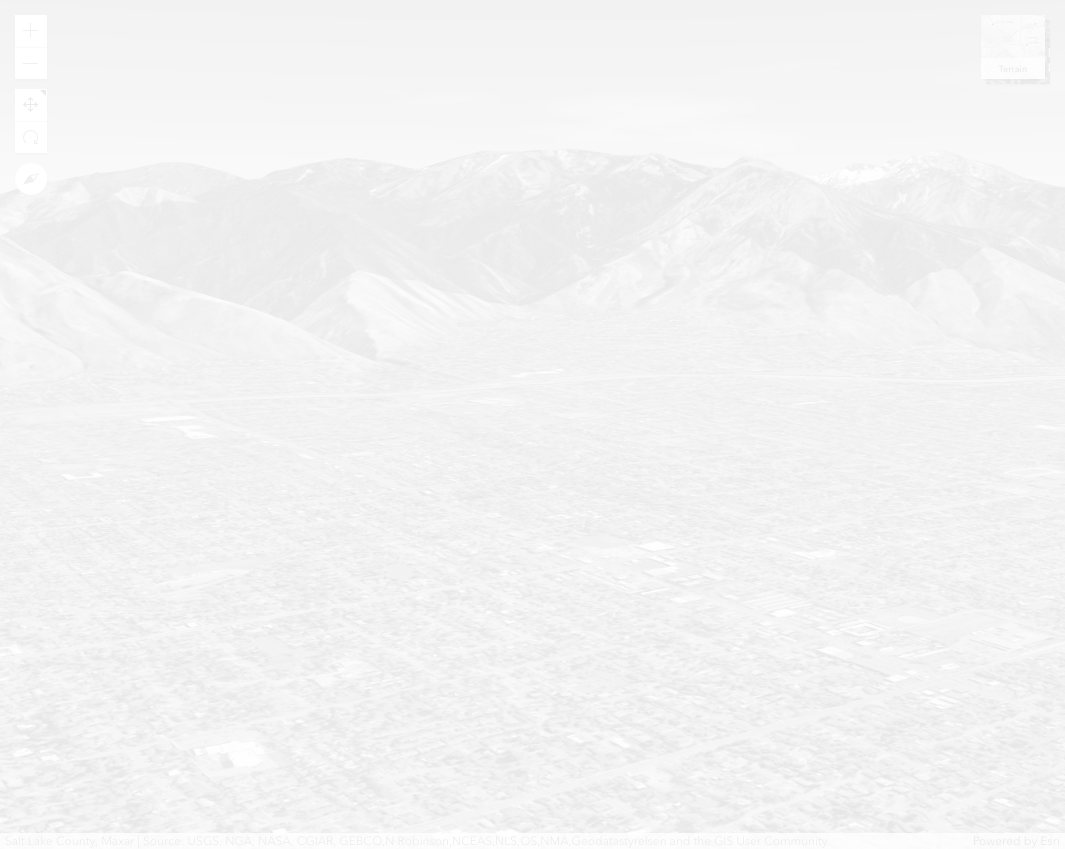 Terrain
Salt Lake County, Maxar | Source: USGS, NGA, NASA, CGIAR, GEBCO,N Robinson,NCEAS,NLS,OS,NMA,Geodatastyrelsen and the GIS User Community
Powered by Esri